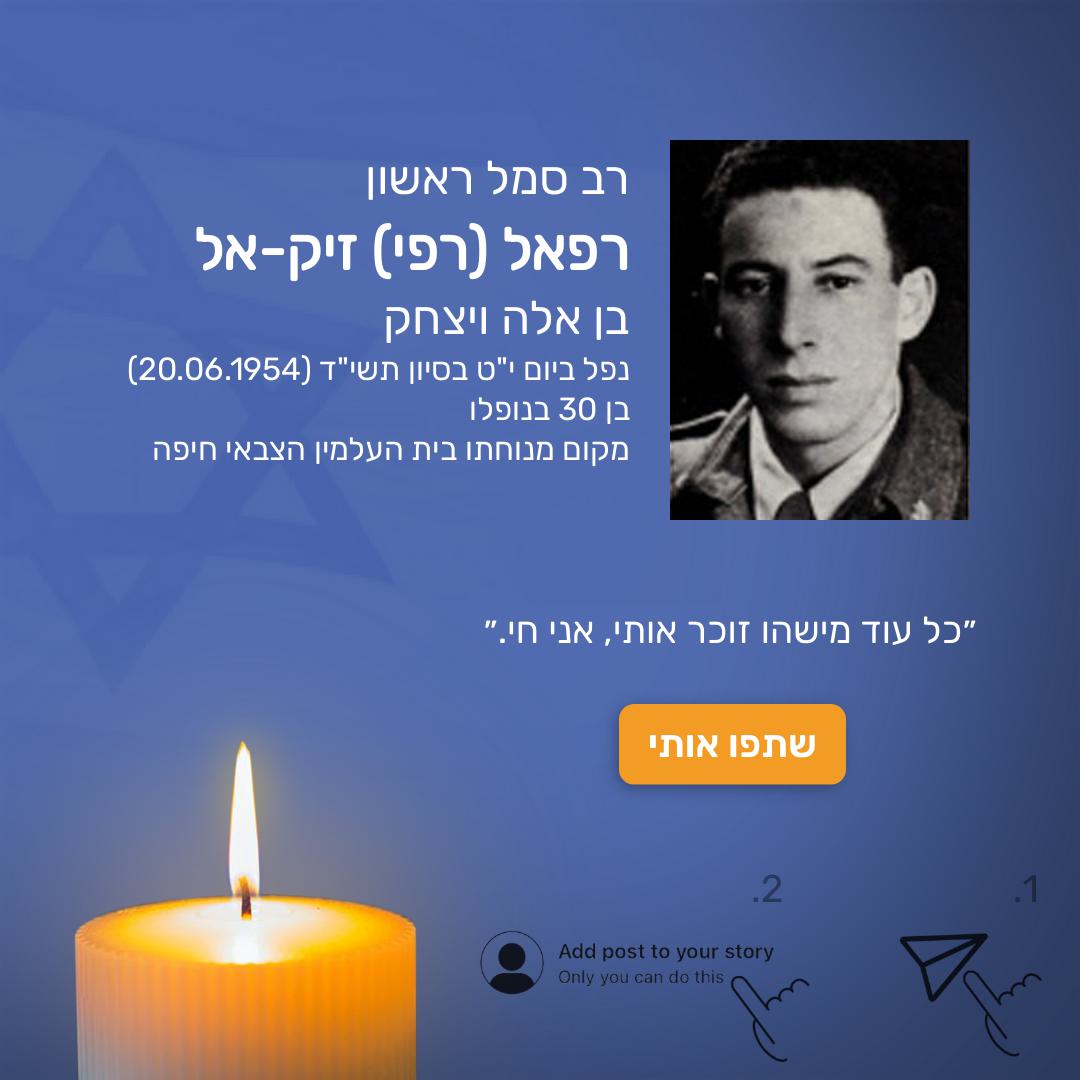 רב סמל ראשון
רפאל (רפי) זיק-אל
בן אלה ויצחק
נפל ביום י"ט בסיון תשי"ד (20.06.1954)
בן 30 בנופלו
מקום מנוחתו בית העלמין הצבאי חיפה
״כל עוד מישהו זוכר אותי, אני חי.״
שתפו אותי
1.
2.
Add post to your story
Only you can do this